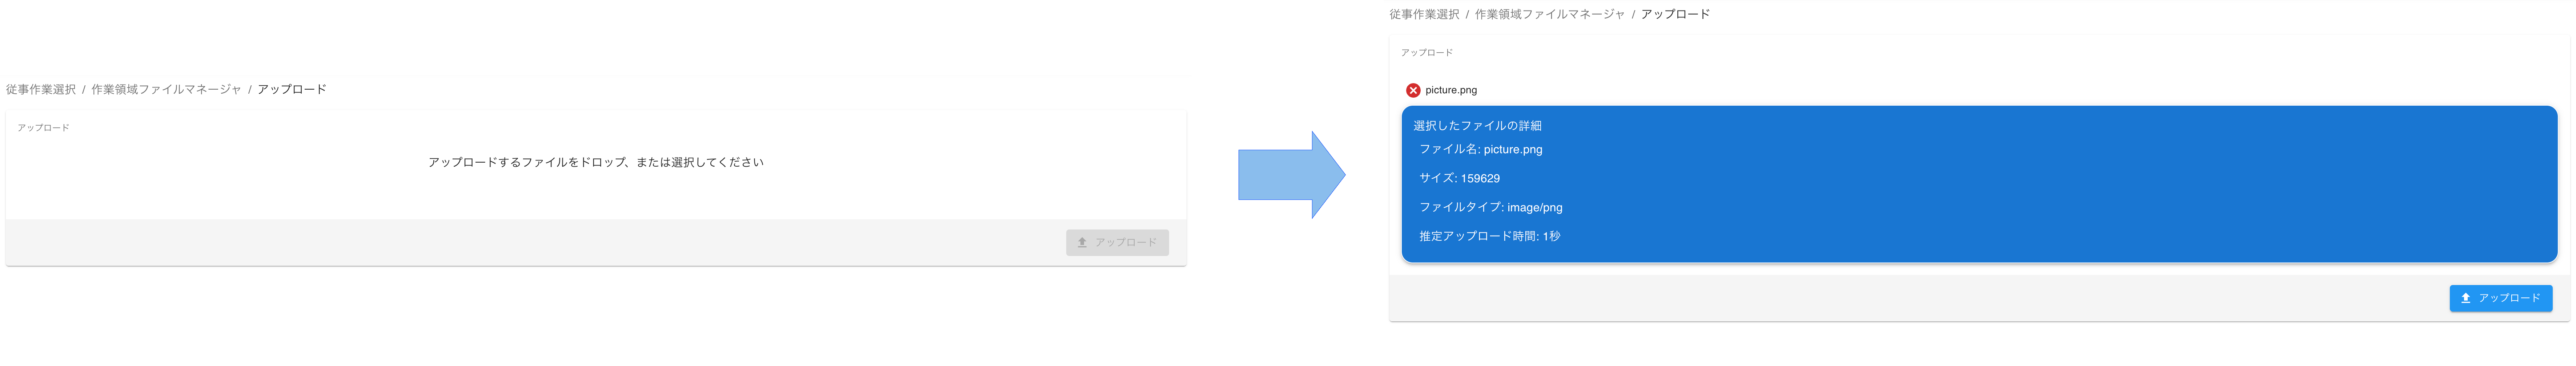 従事作業選択 / 作業領域ファイルマネージャ / アップロード
アップロード
アップロードするファイルをドロップ、または選択してください
アップロード
従事作業選択 / 作業領域ファイルマネージャ / アップロード
アップロード
picture.png
選択したファイルの詳細
ファイル名: picture.png
サイズ: 159629
ファイルタイプ: image/png
推定アップロード時間: 1秒
アップロード